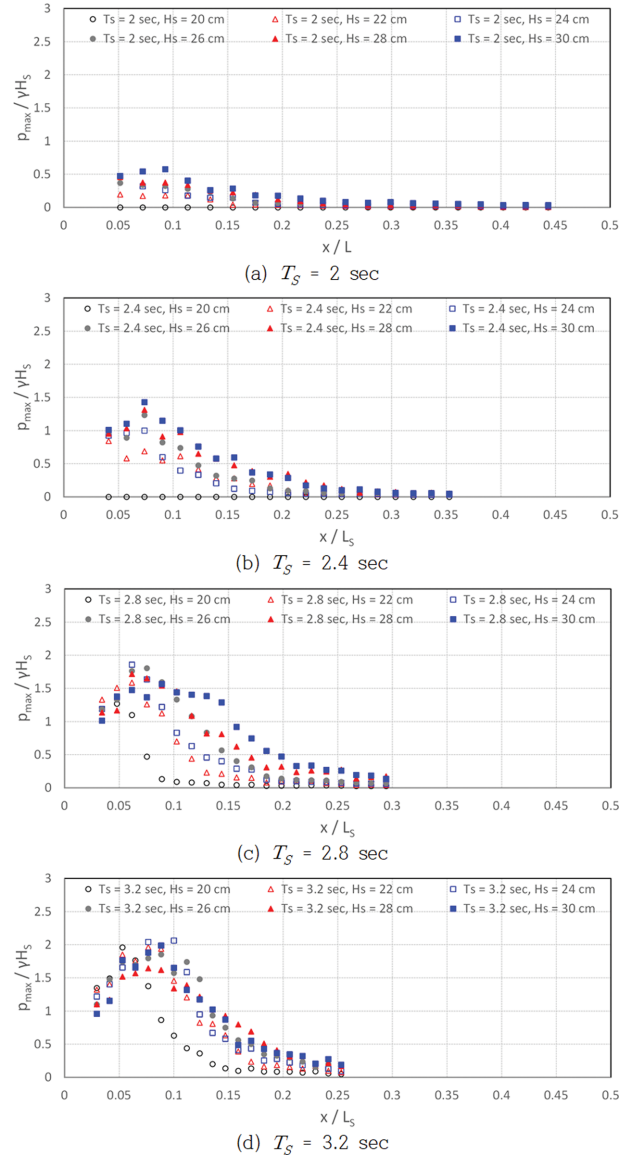 3
Ts = 2 sec, Hs = 20 cm Ts = 2 sec, Hs = 22 cm Ts = 2 sec, Hs = 24 cm
2.5
Ts = 2 sec, Hs = 26 cm Ts = 2 sec, Hs = 28 cm Ts = 2 sec, Hs = 30 cm
2
1.5
1
0.5
0
pmax / γHS
0 0.05 0.1 0.15 0.2 0.25 0.3 0.35 0.4 0.45 0.5
x / L
(a) TS = 2 sec
3
Ts = 2.4 sec, Hs = 20 cm Ts = 2.4 sec, Hs = 22 cm Ts = 2.4 sec, Hs = 24 cm
2.5
Ts = 2.4 sec, Hs = 26 cm Ts = 2.4 sec, Hs = 28 cm Ts = 2.4 sec, Hs = 30 cm
2
1.5
1
0.5
0
pmax / γHS
0 0.05 0.1 0.15 0.2 0.25 0.3 0.35 0.4 0.45 0.5
x / LS
(b) TS = 2.4 sec
3
Ts = 2.8 sec, Hs = 20 cm Ts = 2.8 sec, Hs = 22 cm Ts = 2.8 sec, Hs = 24 cm
2.5
Ts = 2.8 sec, Hs = 26 cm Ts = 2.8 sec, Hs = 28 cm Ts = 2.8 sec, Hs = 30 cm
2
1.5
1
0.5
0
pmax / γHS
0 0.05 0.1 0.15 0.2 0.25 0.3 0.35 0.4 0.45 0.5
x / LS
(c) TS = 2.8 sec
3
Ts = 3.2 sec, Hs = 20 cm Ts = 3.2 sec, Hs = 22 cm Ts = 3.2 sec, Hs = 24 cm
2.5
Ts = 3.2 sec, Hs = 26 cm Ts = 3.2 sec, Hs = 28 cm Ts = 3.2 sec, Hs = 30 cm
2
1.5
1
0.5
0
pmax / γHS
0 0.05 0.1 0.15 0.2 0.25 0.3 0.35 0.4 0.45 0.5
x / LS
(d) TS = 3.2 sec